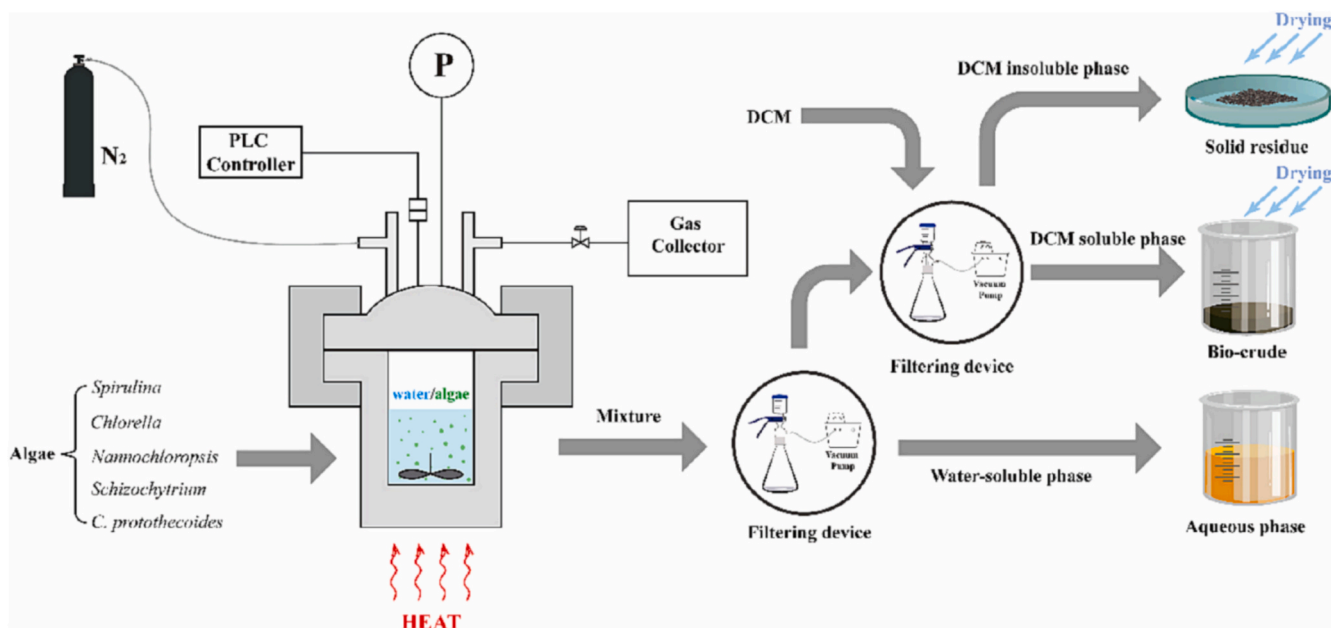 N2
P
PLC
Controller
Gas
Collector
Algae
Spirulina
Chlorella
Nannochloropsis
Schizochytrium
C. protothecoides
water/algae
HEAT
Mixture
Vacuum
Pump
Filtering device
DCM
Vacuum
Pump
Filtering device
DCM insoluble phase
Drying
Solid residue
DCM soluble phase
Drying
Bio-crude
Water-soluble phase
Aqueous phase